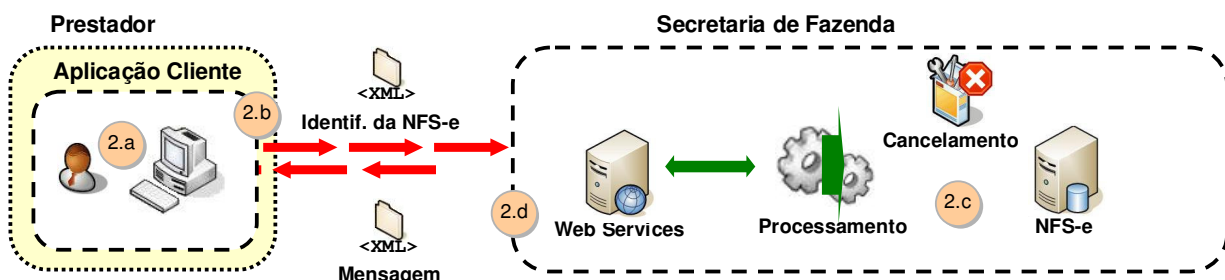 Prestador
Secretaria de Fazenda
Aplicação Cliente
<XML>
2.b
Identif. da NFS-e
2.a
Cancelamento
2.d
2.c
Web Services
Processamento
NFS-e
<XML>
Mensagem